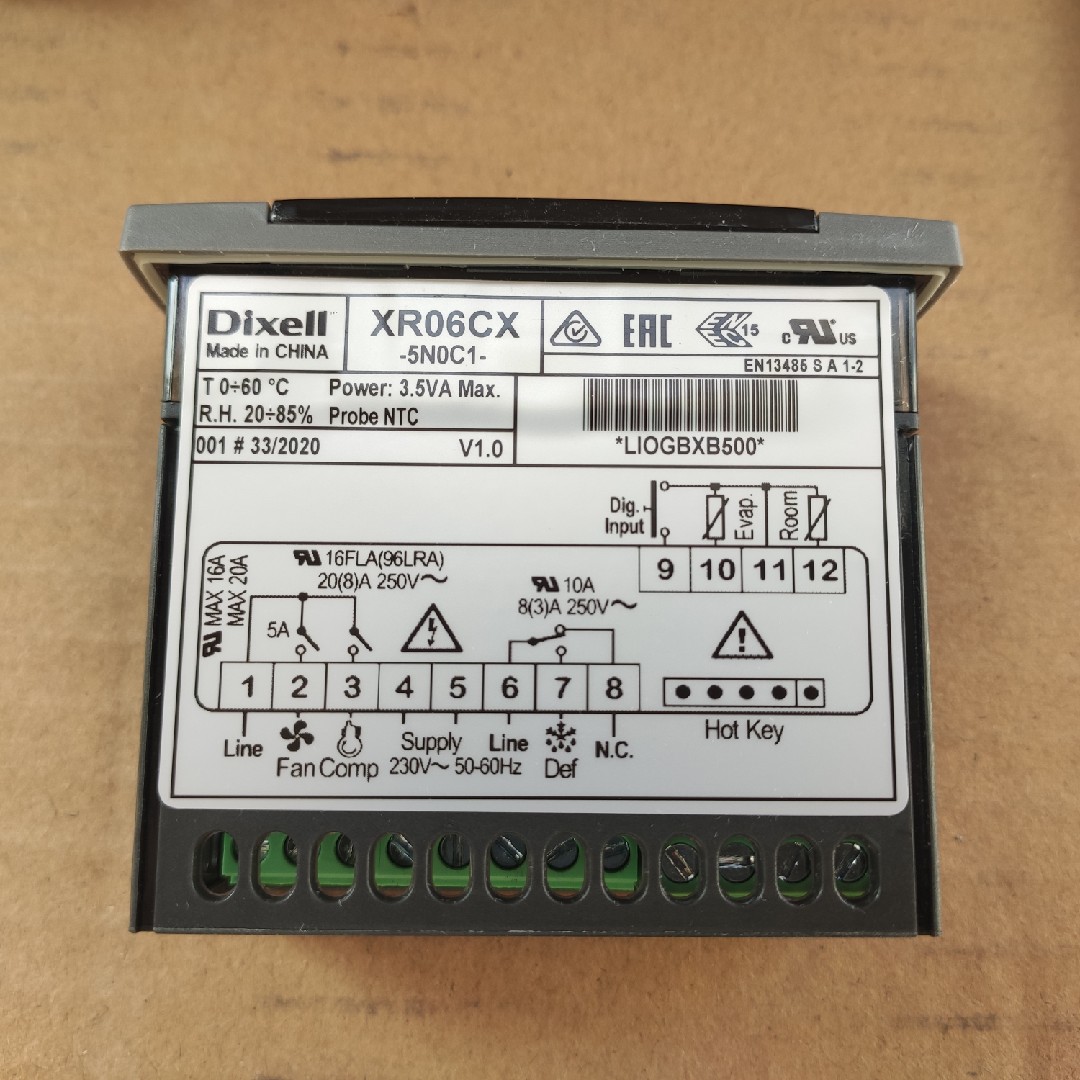 Dixell
Made in CHINA
XR06CX
-5N0C1-
EAC
EN
EC
15
c RU US
EN13485 S A 1-2
T 0÷60 °C Power: 3.5VA Max.
R.H. 20÷85% Probe NTC
001 # 33/2020 V1.0
*LIOGBXB500*
Dig.
Input
Evap.
Room
9 10 11 12
MAX 16A
MAX 20A
16FLA(96LRA)
20(8)A 250V~
5A
10A
8(3)A 250V~
1 2 3 4 5 6 7 8
Line
Fan
Comp
Supply
230V~ 50-60Hz
Line
Def
N.C.
Hot Key